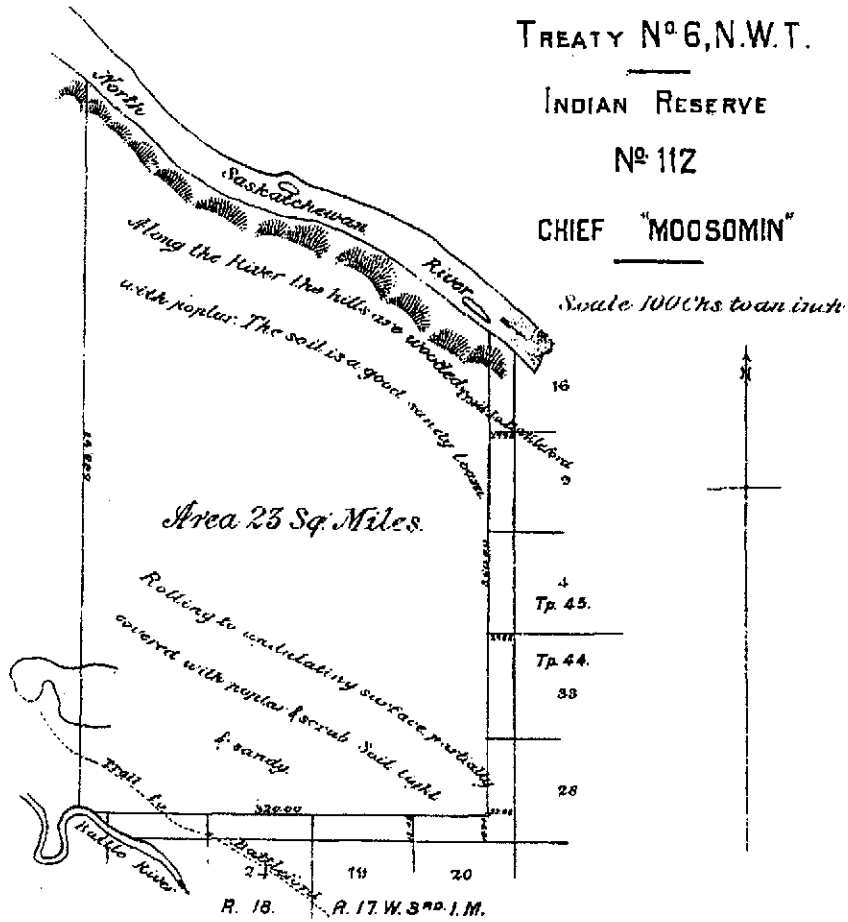 TREATY Nº 6, N.W.T.
INDIAN RESERVE
Nº 112
CHIEF "MOOSOMIN"
Scale 100 Chs to an inch
North
Saskatchewan
River
Along the River the hills are wooded
with poplar. The soil is a good sandy loam
Trail to Battleford
16
9
Area 23 Sq. Miles.
4
Tp. 45.
Tp. 44.
33
Rolling to undulating surface partially
covered with poplar & scrub Soil light
& sandy.
28
N
Trail to
Battleford
320.00
Battle River
19
20
R. 18.
R. 17. W. 3RD. I. M.